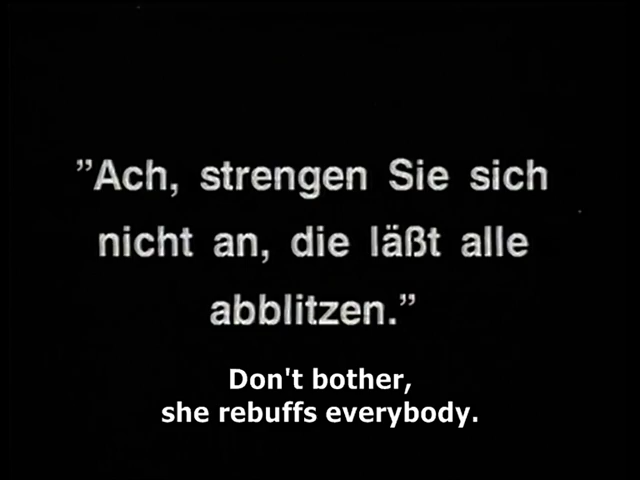 ”Ach, strengen Sie sich
nicht an, die läßt alle
abblitzen.”
Don't bother,
she rebuffs everybody.